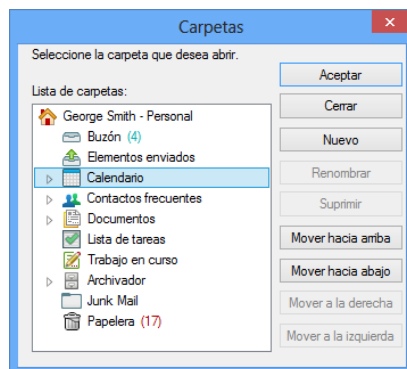 Carpetas
Seleccione la carpeta que desea abrir.
Lista de carpetas:
George Smith - Personal
Buzón (4)
Elementos enviados
Calendario
Contactos frecuentes
Documentos
Lista de tareas
Trabajo en curso
Archivador
Junk Mail
Papelera (17)
Aceptar
Cerrar
Nuevo
Renombrar
Suprimir
Mover hacia arriba
Mover hacia abajo
Mover a la derecha
Mover a la izquierda